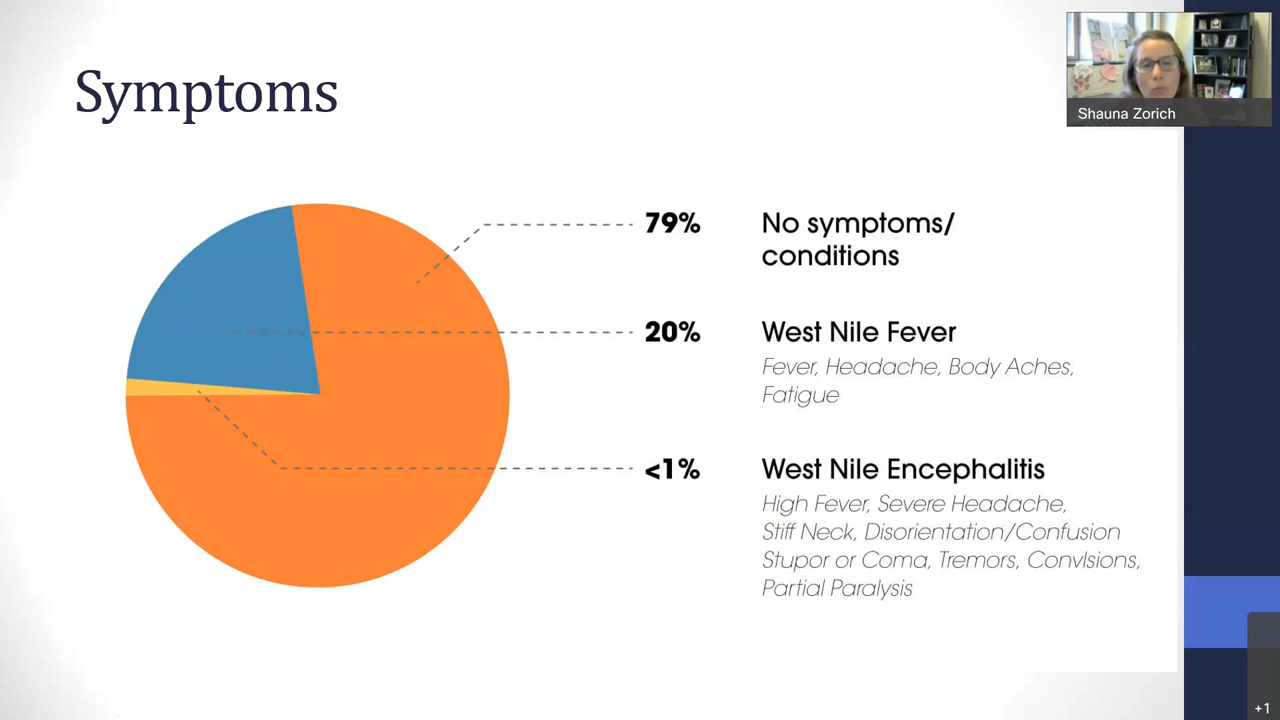 Symptoms
Shauna Zorich
79%
No symptoms/
conditions
20%
West Nile Fever
Fever, Headache, Body Aches,
Fatigue
<1%
West Nile Encephalitis
High Fever, Severe Headache,
Stiff Neck, Disorientation/Confusion
Stupor or Coma, Tremors, Convlsions,
Partial Paralysis
+1